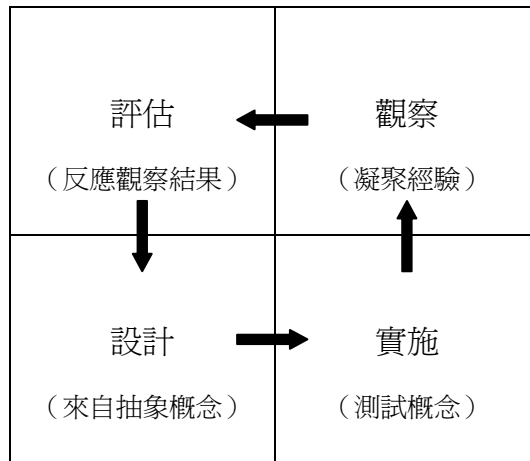 評估
(反應觀察結果)
觀察
(凝聚經驗)
設計
(來自抽象概念)
實施
(測試概念)